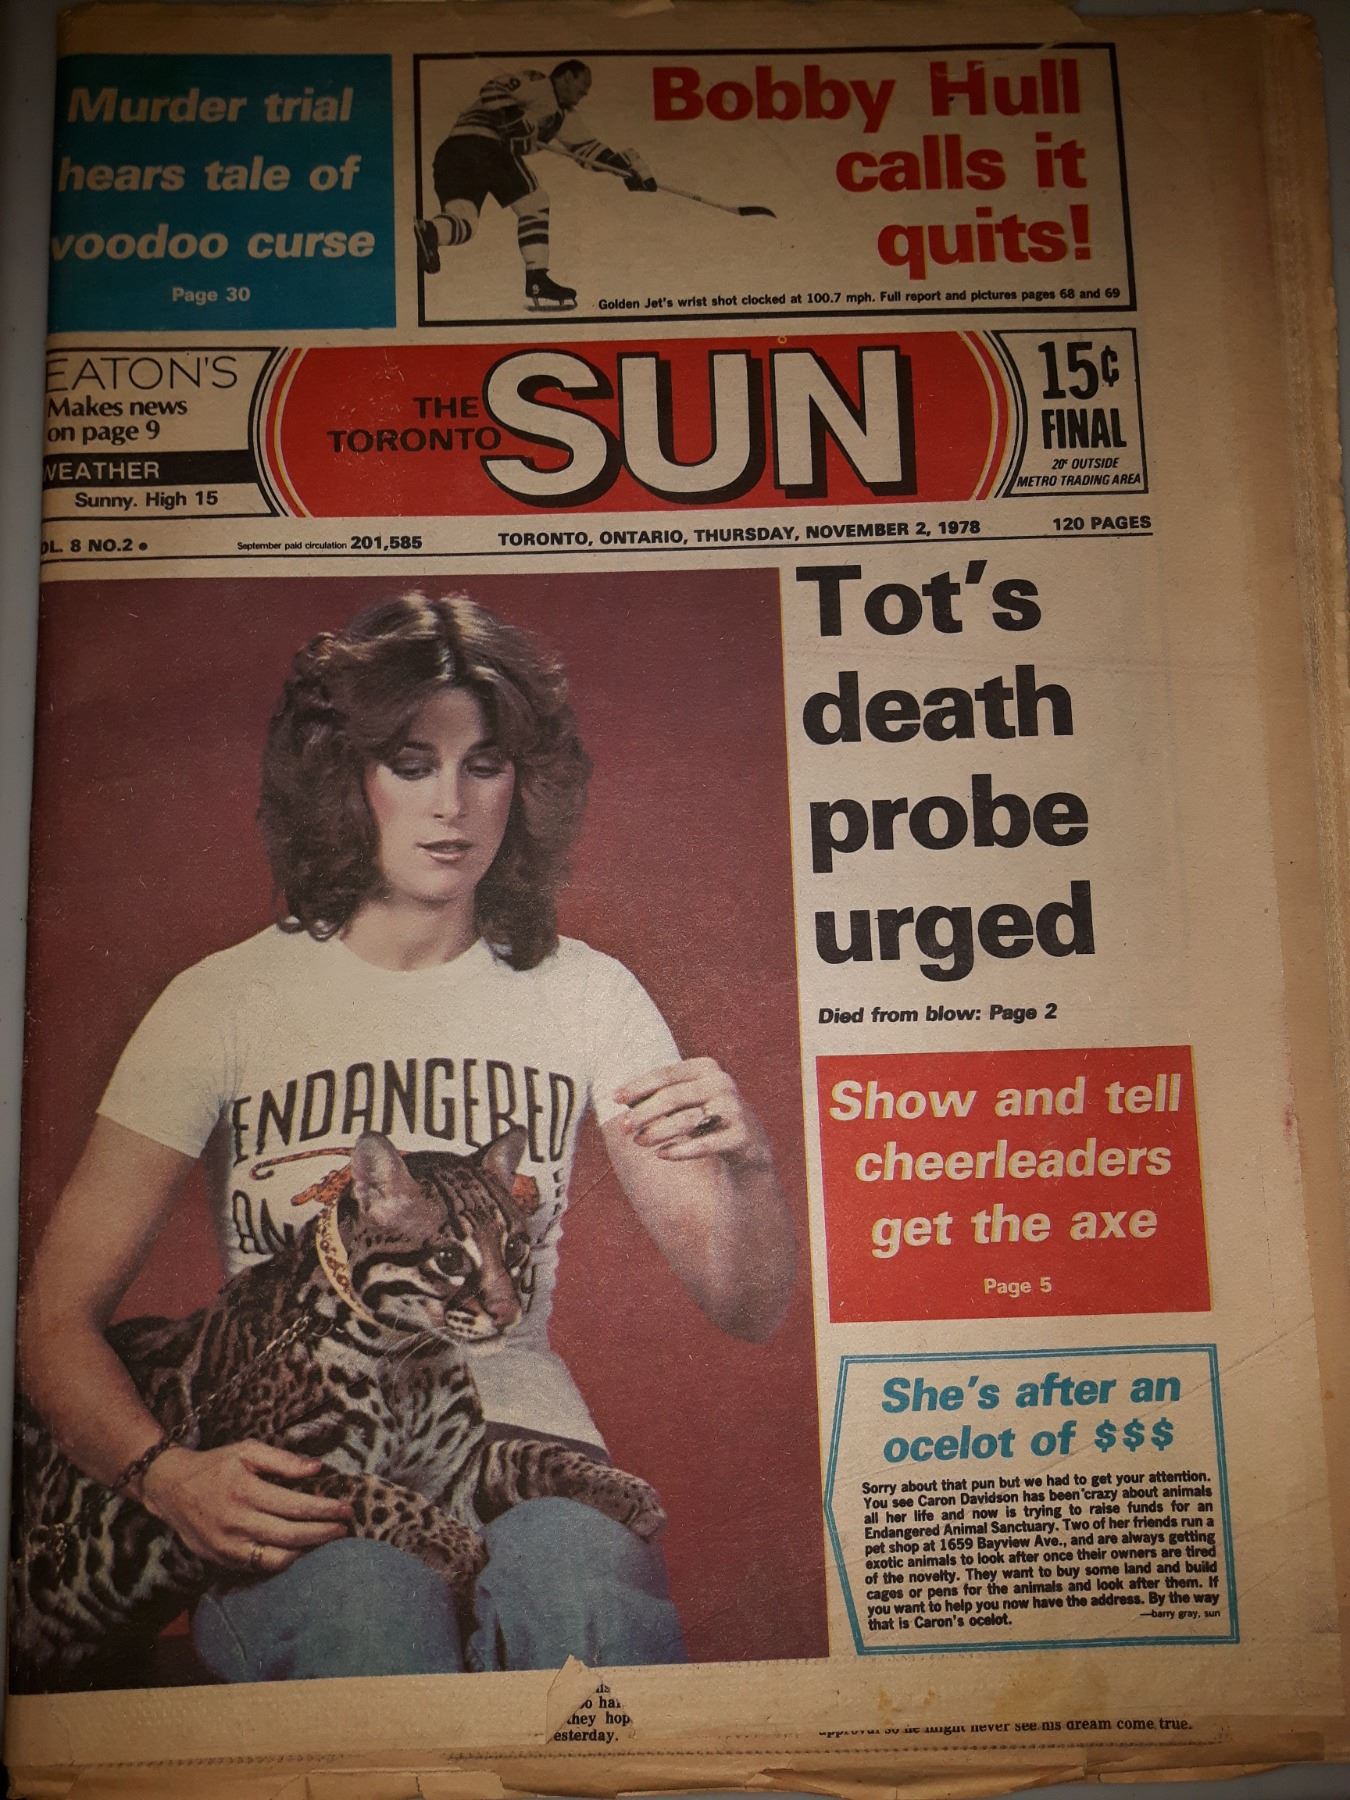 Murder trial
hears tale of
voodoo curse
Page 30
Bobby Hull
calls it
quits!
Golden Jet's wrist shot clocked at 100.7 mph. Full report and pictures pages 68 and 69
EATON'S
Makes news
on page 9
WEATHER
Sunny. High 15
THE
TORONTO
SUN
15¢
FINAL
20¢ OUTSIDE
METRO TRADING AREA
OL. 8 NO.2
September paid circulation 201,585
TORONTO, ONTARIO, THURSDAY, NOVEMBER 2, 1978
120 PAGES
Tot's
death
probe
urged
Died from blow: Page 2
ENDANGERED
AN
Show and tell
cheerleaders
get the axe
Page 5
She's after an
ocelot of $$$
Sorry about that pun but we had to get your attention.
You see Caron Davidson has been crazy about animals
all her life and now is trying to raise funds for an
Endangered Animal Sanctuary. Two of her friends run a
pet shop at 1659 Bayview Ave., and are always getting
exotic animals to look after once their owners are tired
of the novelty. They want to buy some land and build
cages or pens for the animals and look after them. If
you want to help you now have the address. By the way
that is Caron's ocelot.
—barry gray, sun
they hop
esterday.
so he might never see his dream come true.